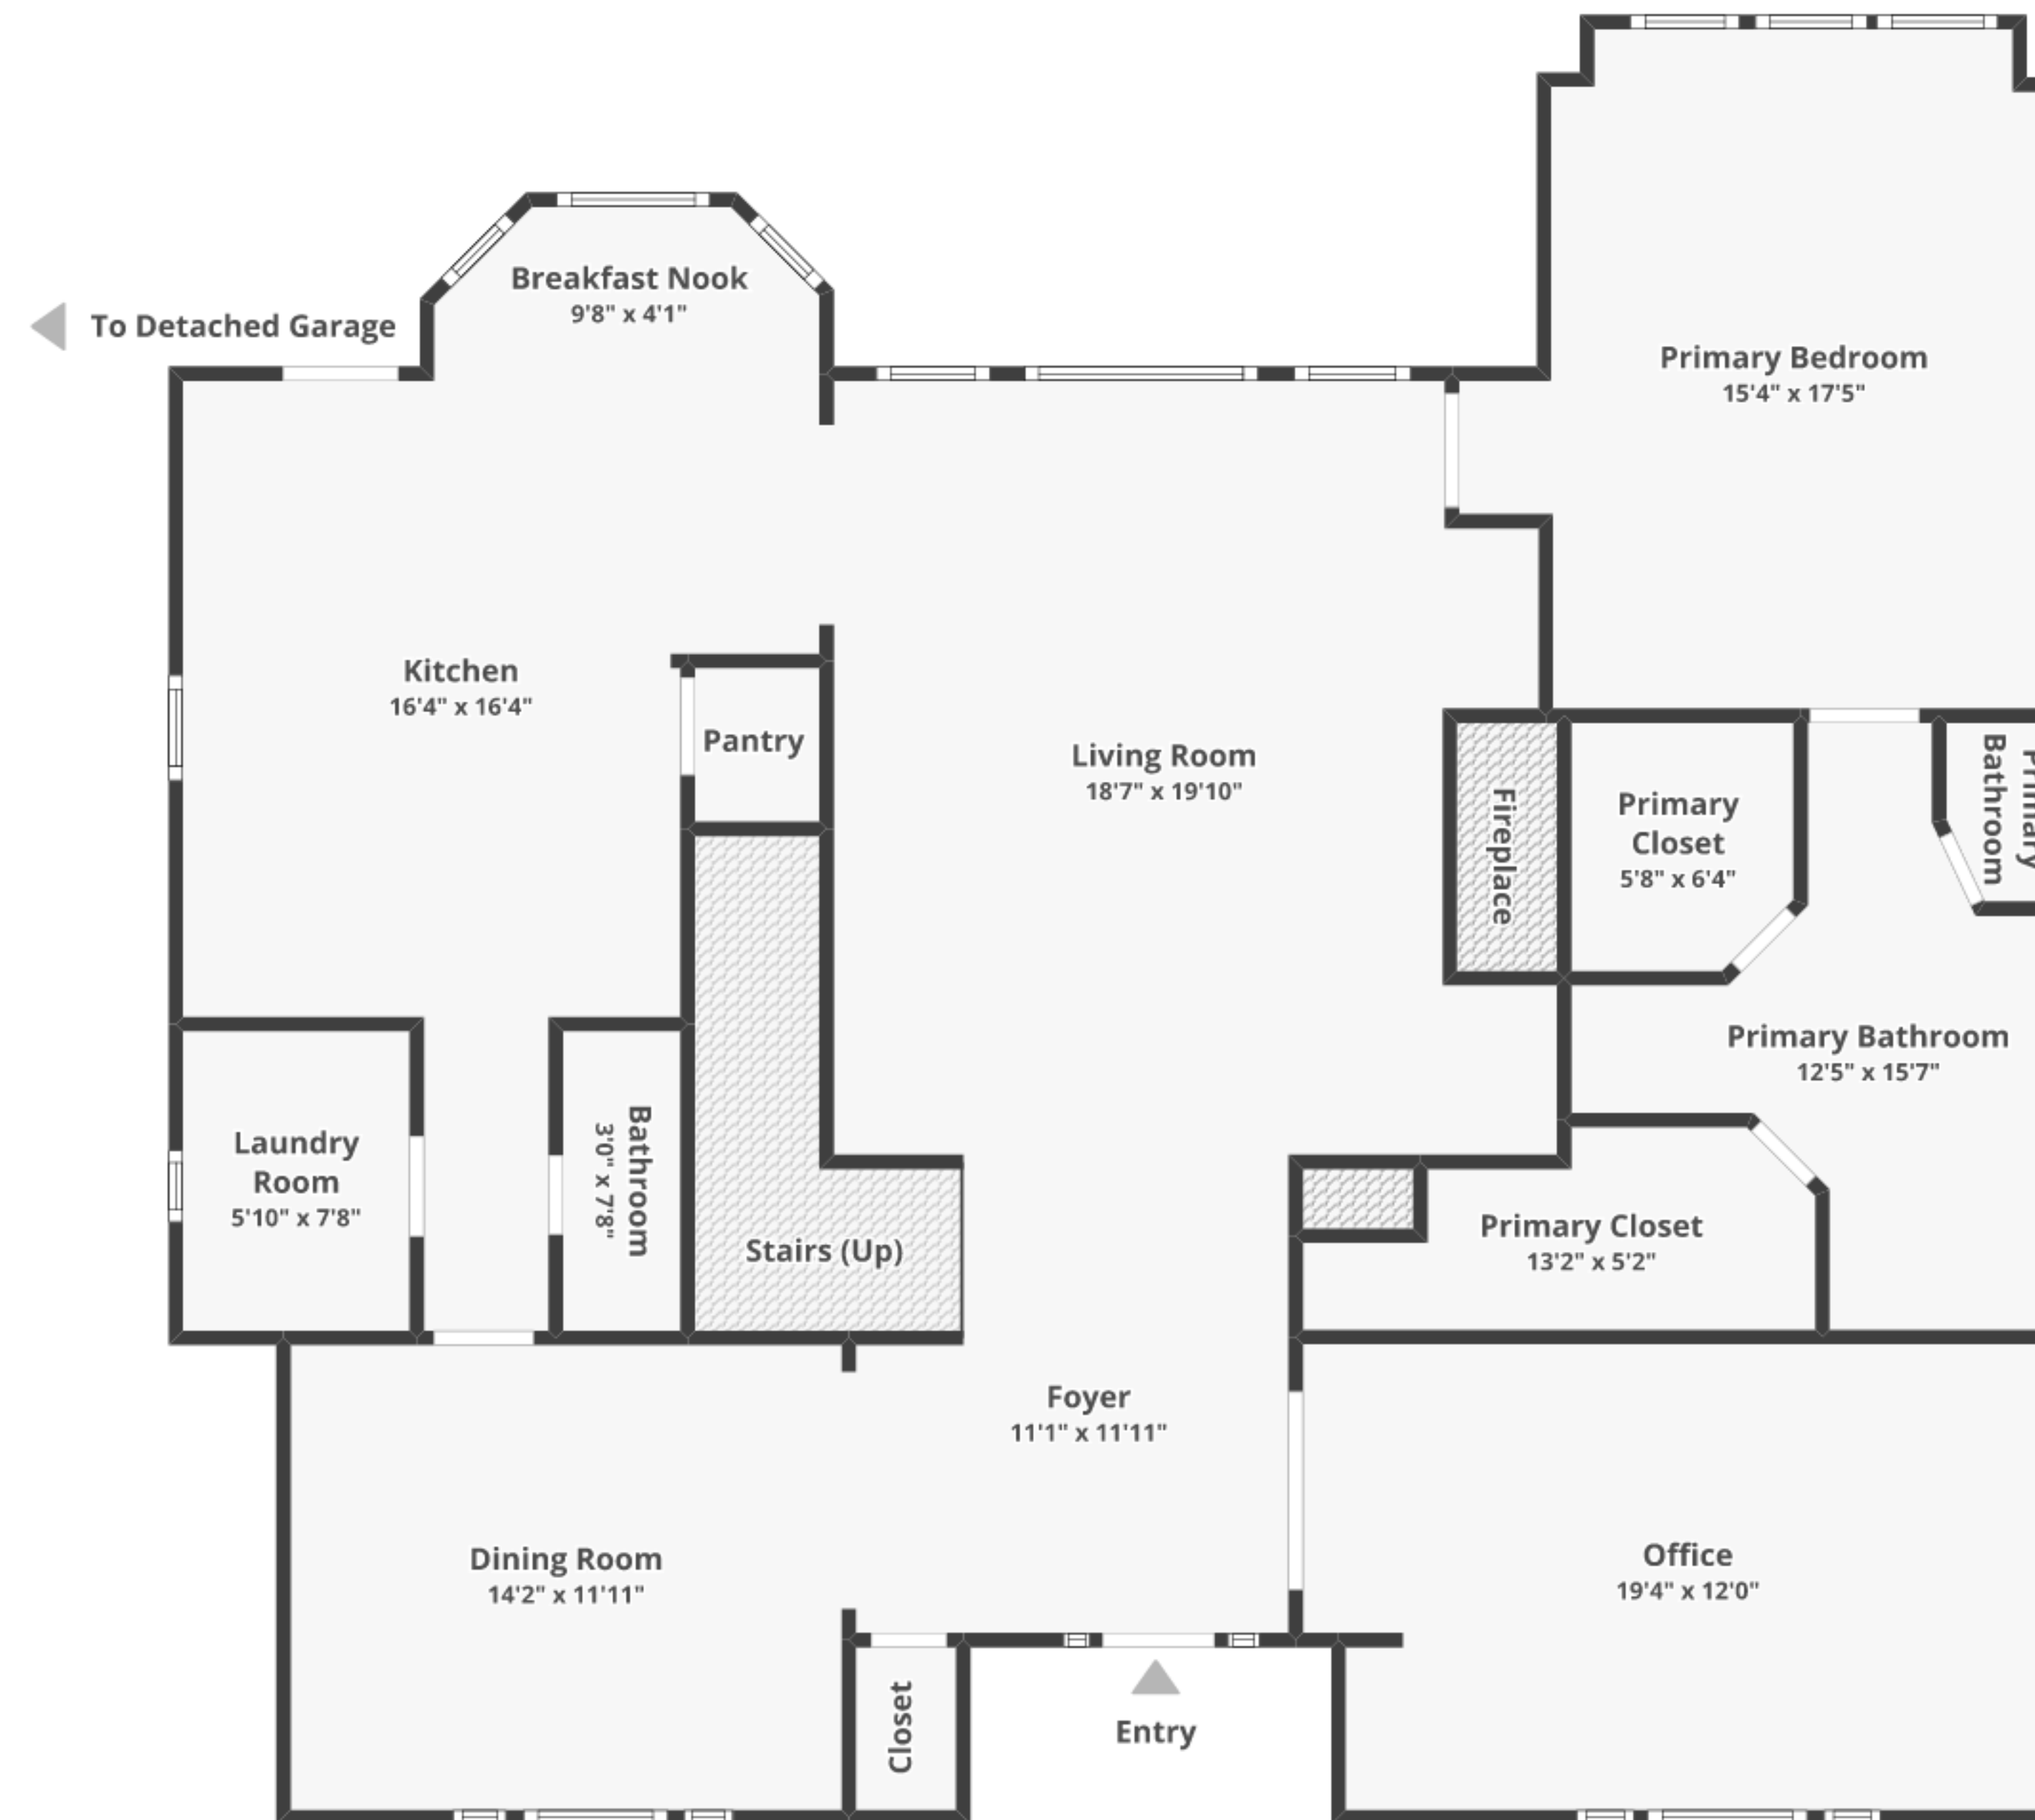 Breakfast Nook
9'8" x 4'1"
To Detached Garage
Primary Bedroom
15'4" x 17'5"
Kitchen
16'4" x 16'4"
Pantry
Living Room
18'7" x 19'10"
Fireplace
Primary
Closet
5'8" x 6'4"
Primary
Bathroom
Primary Bathroom
12'5" x 15'7"
Laundry
Room
5'10" x 7'8"
Bathroom
3'0" x 7'8"
Stairs (Up)
Primary Closet
13'2" x 5'2"
Foyer
11'1" x 11'11"
Dining Room
14'2" x 11'11"
Office
19'4" x 12'0"
Closet
Entry